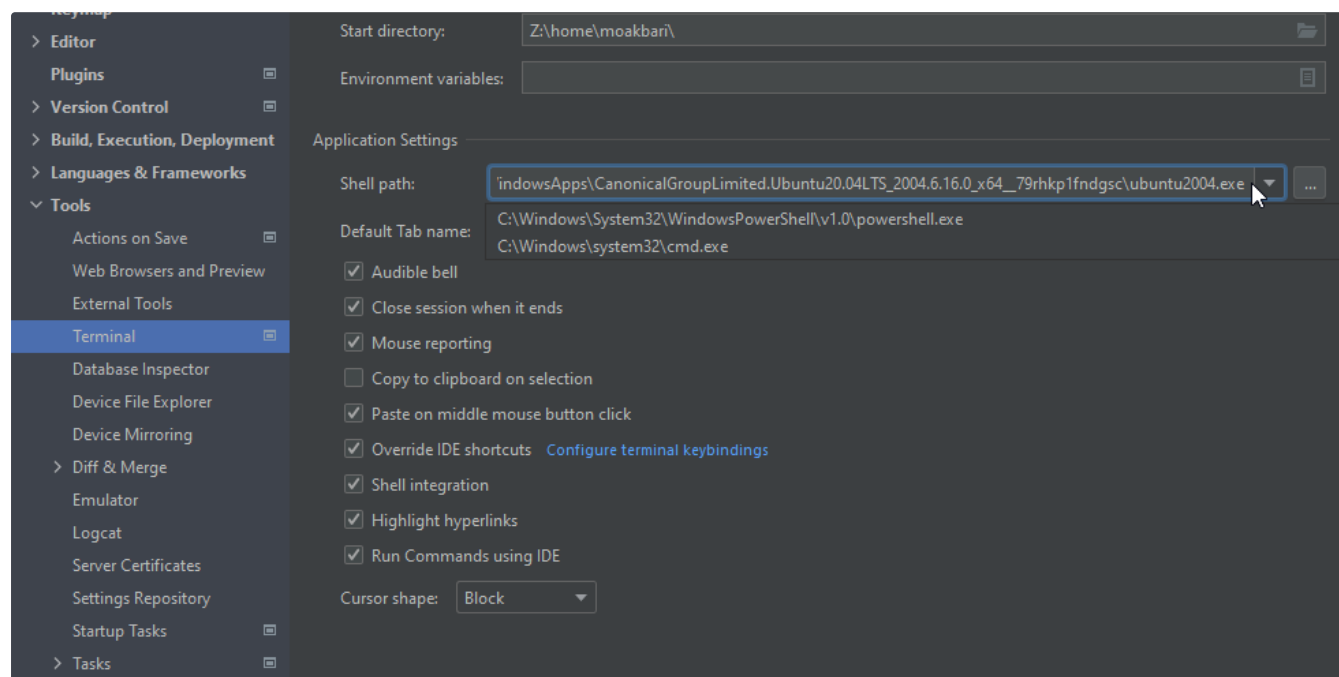 Keymap
Editor
Plugins
Version Control
Build, Execution, Deployment
Languages & Frameworks
Tools
Actions on Save
Web Browsers and Preview
External Tools
Terminal
Database Inspector
Device File Explorer
Device Mirroring
Diff & Merge
Emulator
Logcat
Server Certificates
Settings Repository
Startup Tasks
Tasks
Start directory: Z:\home\moakbari\
Environment variables:
Application Settings
Shell path: 'indowsApps\CanonicalGroupLimited.Ubuntu20.04LTS_2004.6.16.0_x64__79rhkp1fndgsc\ubuntu2004.exe ...
C:\Windows\System32\WindowsPowerShell\v1.0\powershell.exe
Default Tab name:
C:\Windows\system32\cmd.exe
Audible bell
Close session when it ends
Mouse reporting
Copy to clipboard on selection
Paste on middle mouse button click
Override IDE shortcuts Configure terminal keybindings
Shell integration
Highlight hyperlinks
Run Commands using IDE
Cursor shape: Block